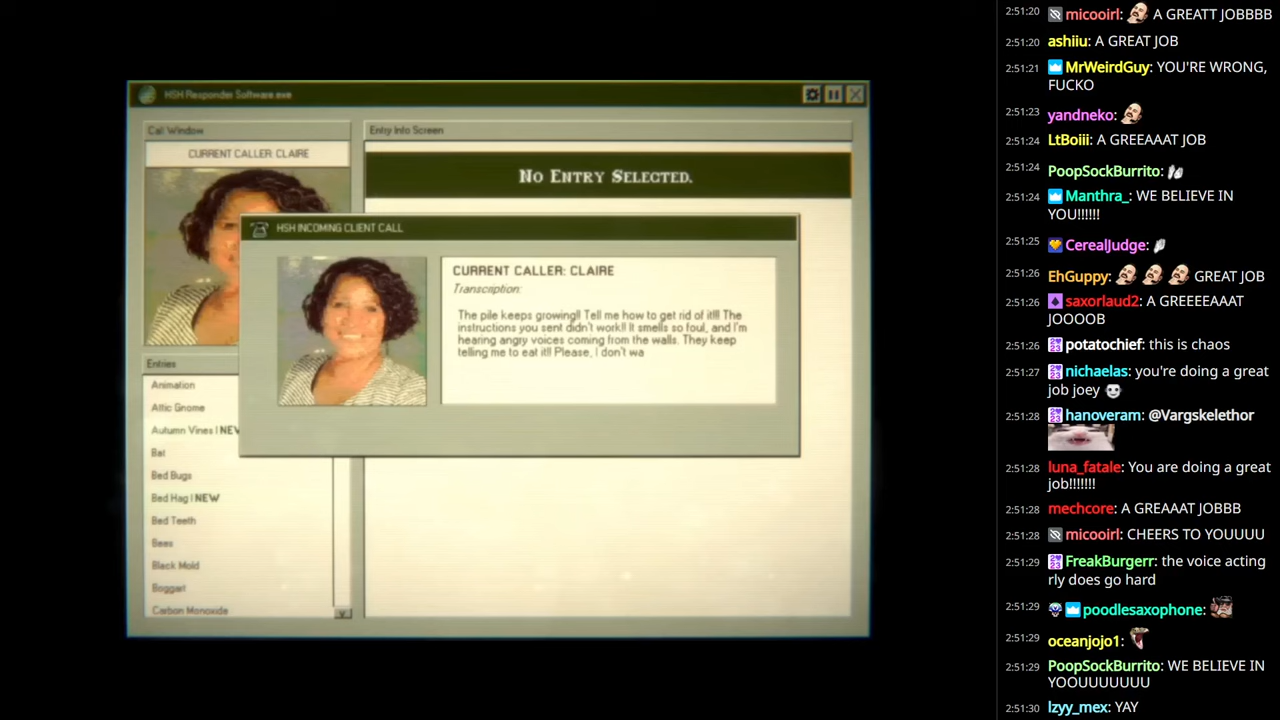 HSH Responder Software.exe
Call Window
CURRENT CALLER: CLAIRE
Entries
Animation
Attic Gnome
Autumn Vines | NEW
Bat
Bed Bugs
Bed Hag | NEW
Bed Teeth
Bees
Black Mold
Boggart
Carbon Monoxide
Entry Info Screen
NO ENTRY SELECTED.
HSH INCOMING CLIENT CALL
CURRENT CALLER: CLAIRE
Transcription:
The pile keeps growing!! Tell me how to get rid of it!!! The
instructions you sent didn't work!! It smells so foul, and I'm
hearing angry voices coming from the walls. They keep
telling me to eat it!! Please, I don't wa
2:51:20 micooirl: A GREATT JOBBBB
2:51:20 ashiiu: A GREAT JOB
2:51:21 MrWeirdGuy: YOU'RE WRONG,
FUCKO
2:51:23 yandneko:
2:51:24 LtBoiii: A GREEAAAT JOB
2:51:24 PoopSockBurrito:
2:51:24 Manthra_: WE BELIEVE IN
YOU!!!!!!
2:51:25 CerealJudge:
2:51:26 EhGuppy: GREAT JOB
2:51:26 saxorlaud2: A GREEEEAAAT
JOOOOB
2:51:26 potatochief: this is chaos
2:51:27 nichaelas: you're doing a great
job joey
2:51:28 hanoveram: @Vargskelethor
2:51:28 luna_fatale: You are doing a great
job!!!!!!!
2:51:28 mechcore: A GREAAAT JOBBB
2:51:28 micooirl: CHEERS TO YOUUUU
2:51:29 FreakBurgerr: the voice acting
rly does go hard
2:51:29 poodlesaxophone:
2:51:29 oceanjojo1:
2:51:29 PoopSockBurrito: WE BELIEVE IN
YOOUUUUUUU
2:51:30 lzyy_mex: YAY